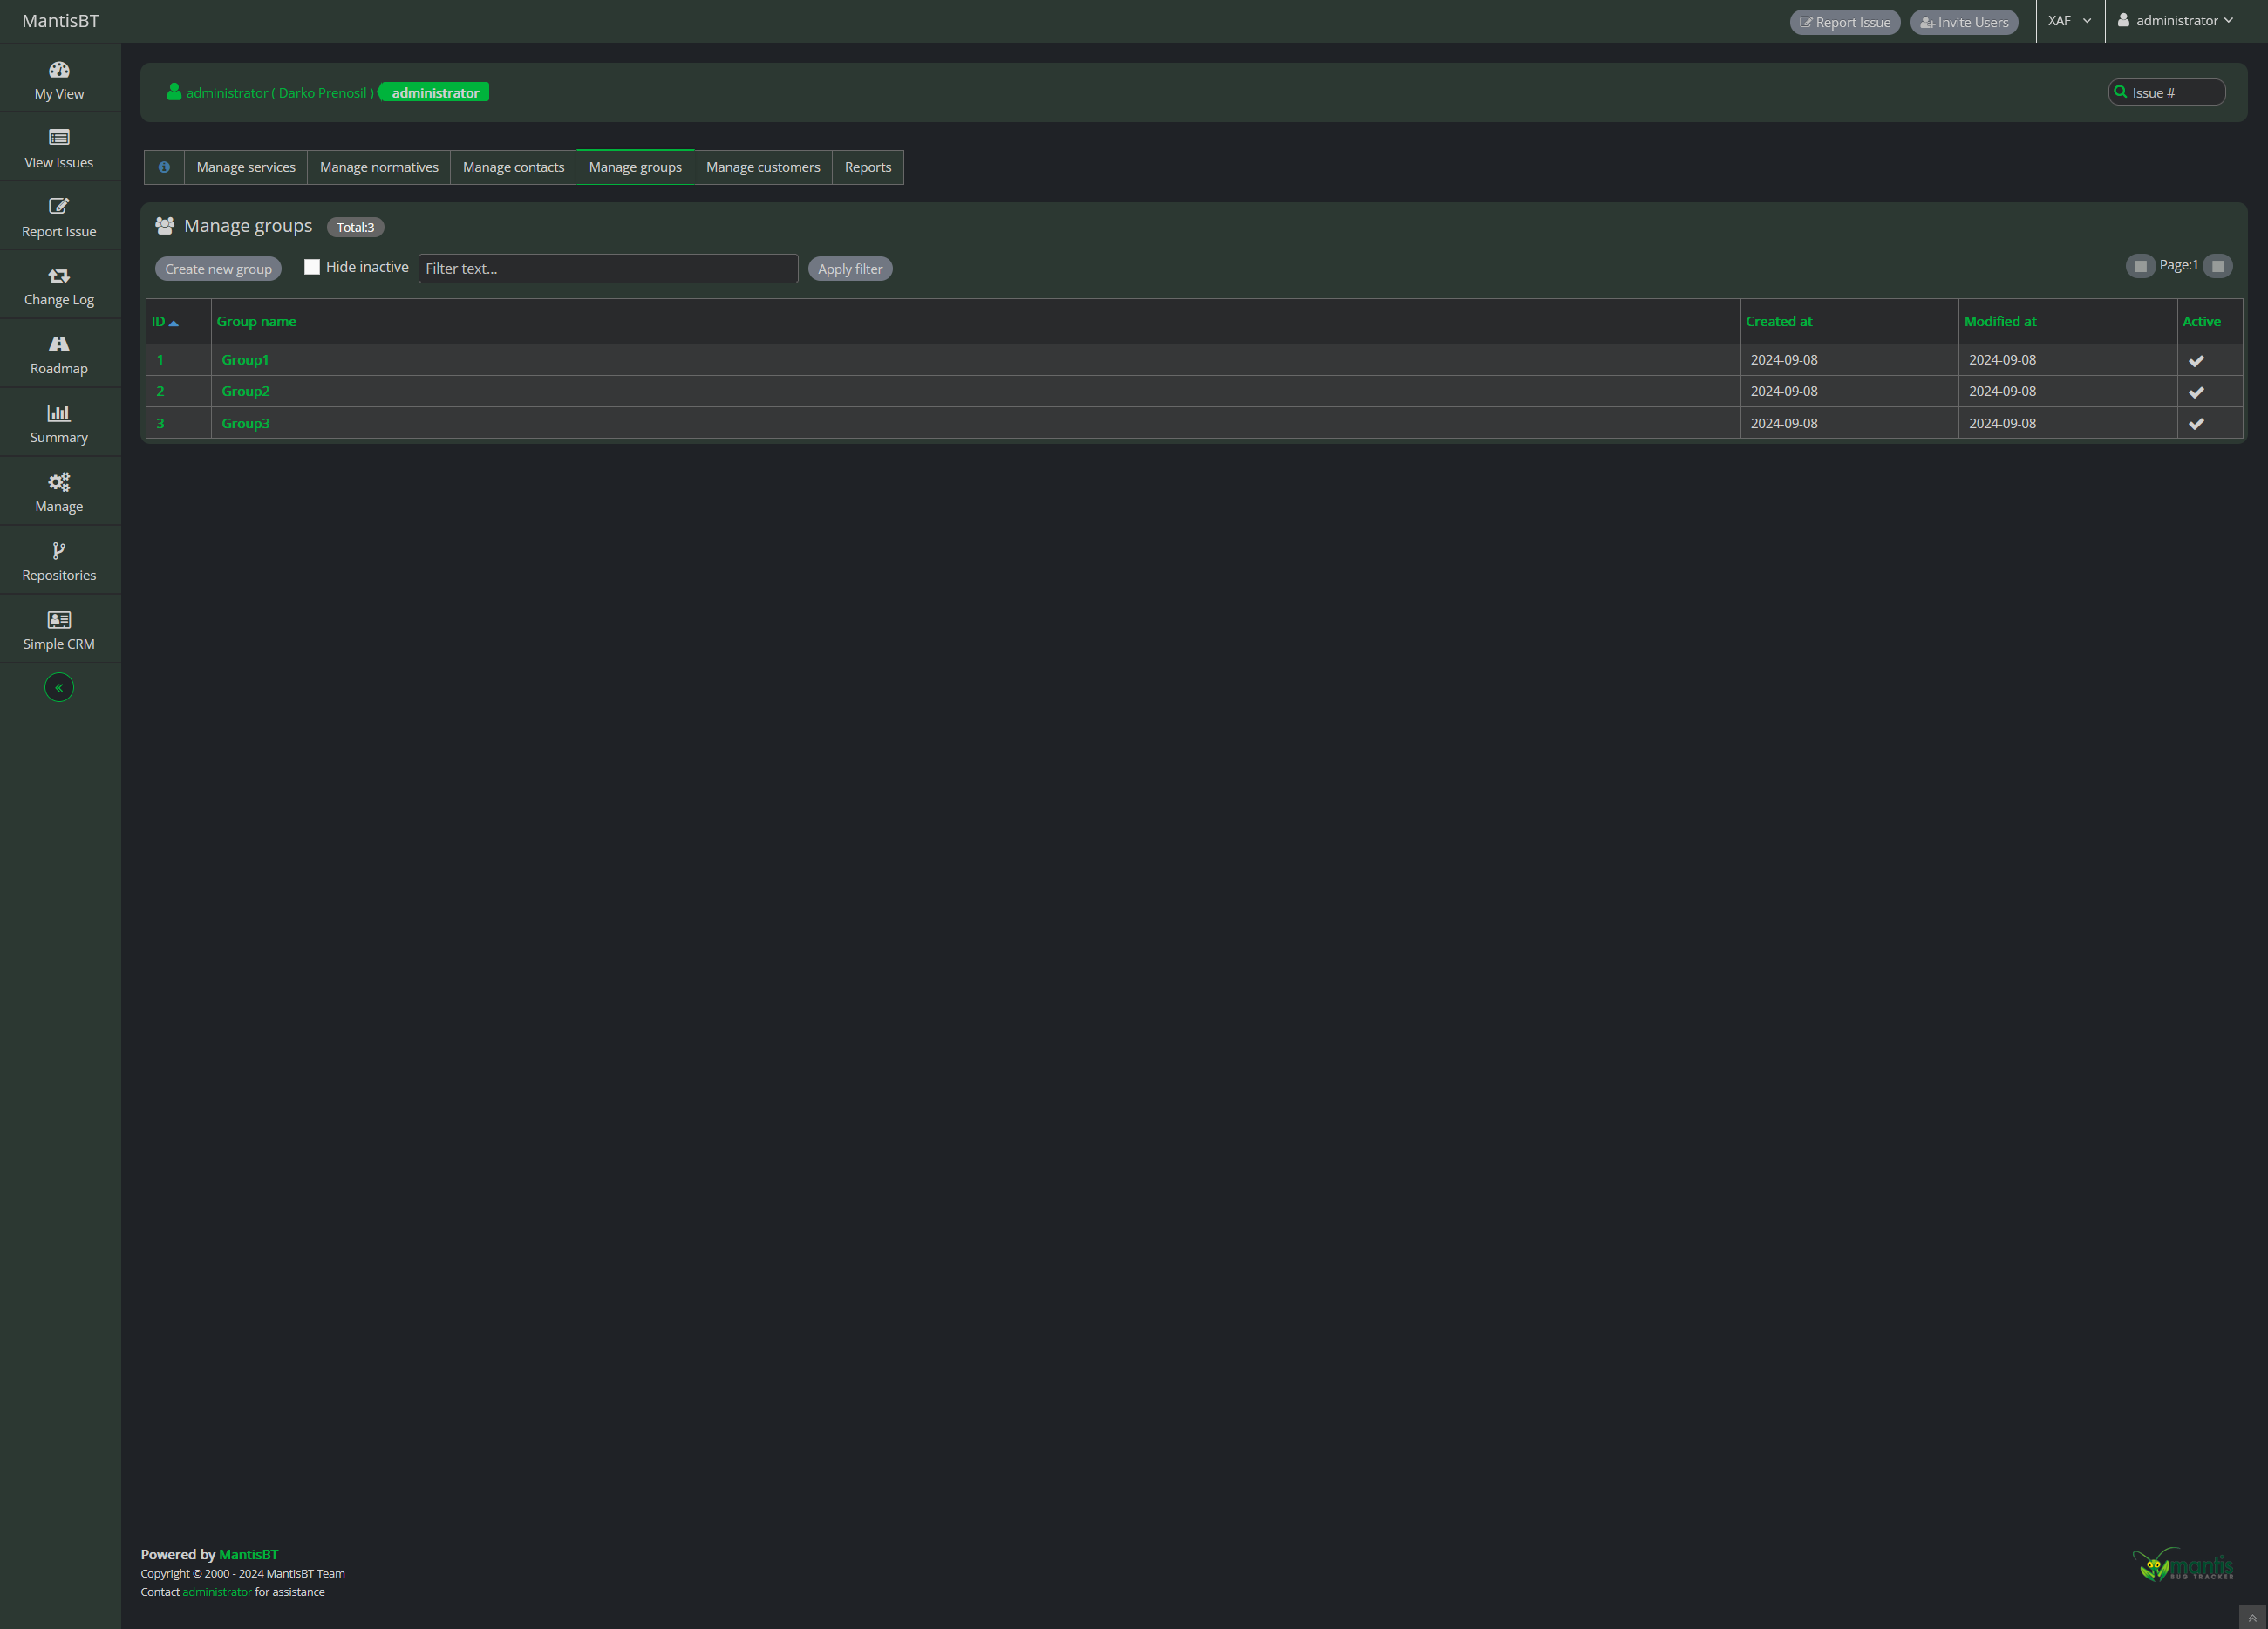 MantisBT
Report Issue Invite Users XAF administrator
My View
View Issues
Report Issue
Change Log
Roadmap
Summary
Manage
Repositories
Simple CRM
administrator ( Darko Prenosil ) administrator
Issue #
Manage services Manage normatives Manage contacts Manage groups Manage customers Reports
Manage groups Total:3
Create new group Hide inactive Filter text... Apply filter Page:1
ID Group name Created at Modified at Active
1 Group1 2024-09-08 2024-09-08
2 Group2 2024-09-08 2024-09-08
3 Group3 2024-09-08 2024-09-08
Powered by MantisBT
Copyright © 2000 - 2024 MantisBT Team
Contact administrator for assistance
mantis
BUG TRACKER